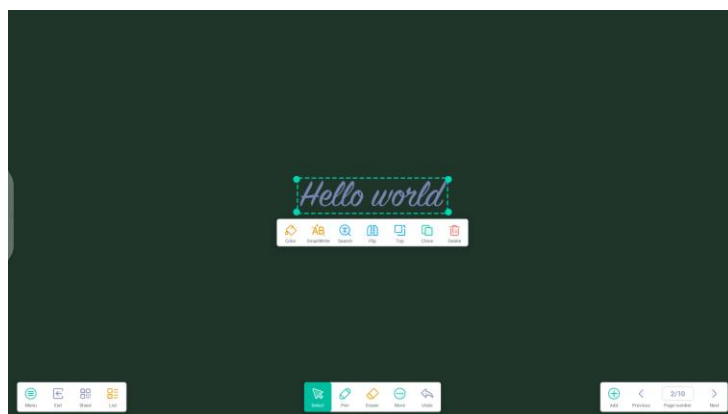 Hello world
Color SmartWrite Search Flip Top Clone Delete
Menu Exit Share List Select Pen Eraser More Undo Add Previous 2/10 Page number Next